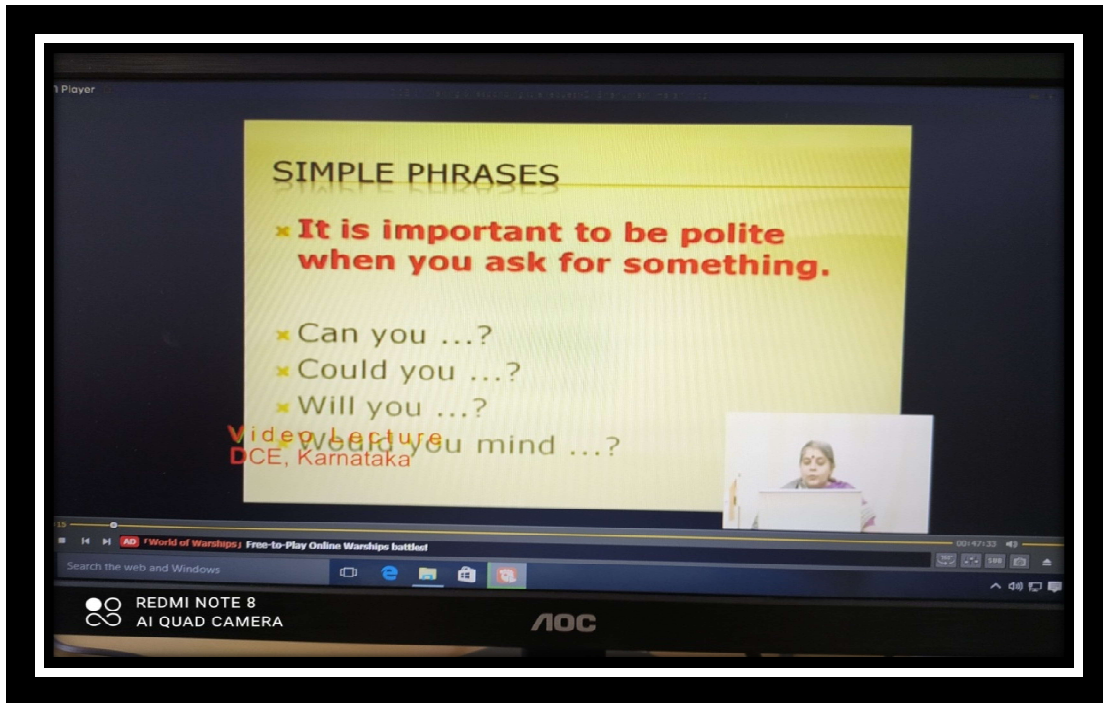 Player
SIMPLE PHRASES
It is important to be polite
when you ask for something.
Can you ...?
Could you ...?
Will you ...?
Would you mind ...?
Video Lecture
DCE, Karnataka
00:47:33
AD 「World of Warships」 Free-to-Play Online Warships battles!
Search the web and Windows
REDMI NOTE 8
AI QUAD CAMERA
AOC